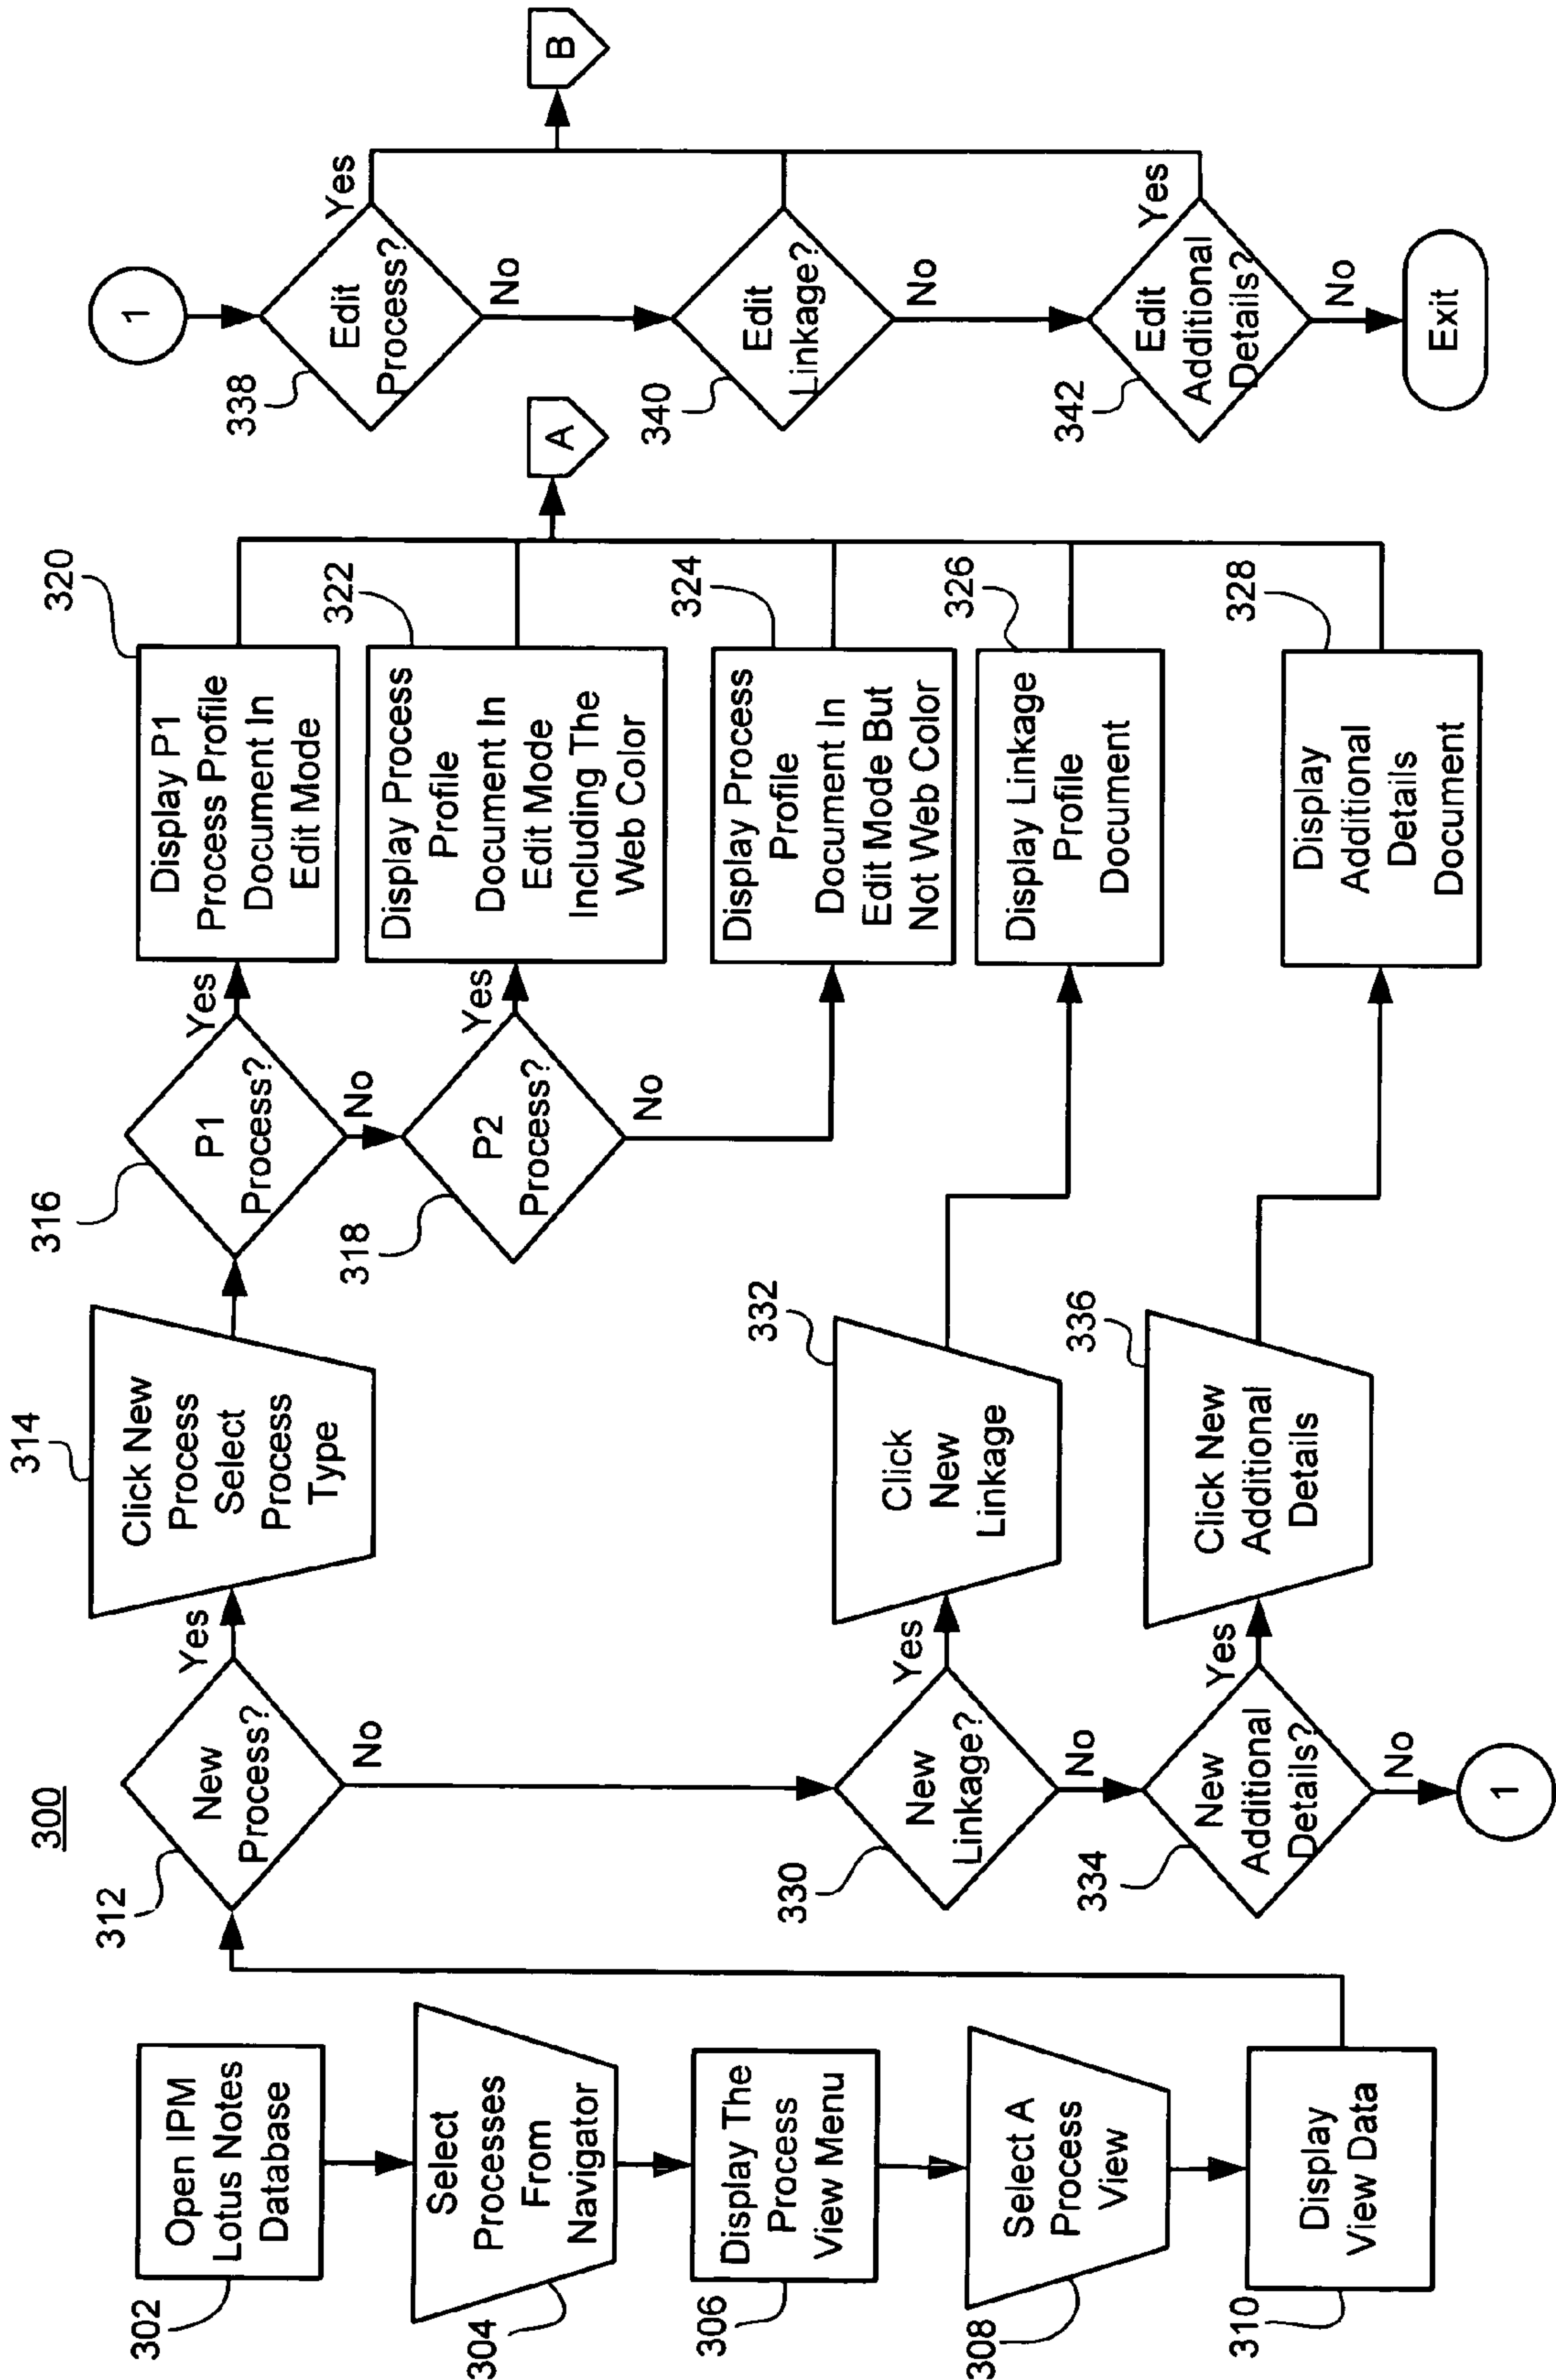 300
302
Open IPM
Lotus Notes
Database
304
Select
Processes
From
Navigator
306
Display The
Process
View Menu
308
Select A
Process
View
310
Display
View Data
312
New
Process?
Yes
No
314
Click New
Process
Select
Process
Type
316
P1
Process?
Yes
No
318
P2
Process?
Yes
No
320
Display P1
Process Profile
Document In
Edit Mode
322
Display Process
Profile
Document In
Edit Mode
Including The
Web Color
324
Display Process
Profile
Document In
Edit Mode But
Not Web Color
330
New
Linkage?
Yes
No
332
Click
New
Linkage
326
Display Linkage
Profile
Document
334
New
Additional
Details?
Yes
No
336
Click New
Additional
Details
328
Display
Additional
Details
Document
1
A
1
338
Edit
Process?
Yes
No
340
Edit
Linkage?
No
342
Edit
Additional
Details?
Yes
No
Exit
B